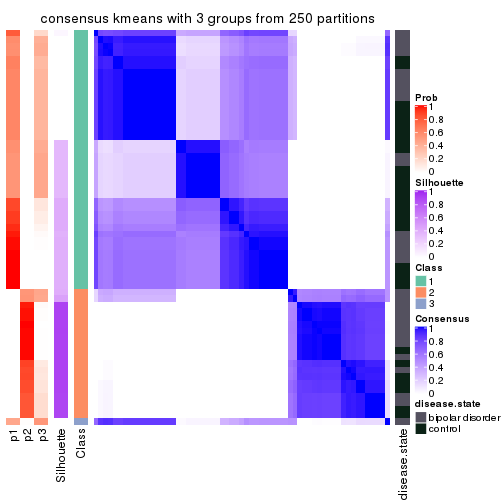 consensus kmeans with 3 groups from 250 partitions
Prob
1
0.8
0.6
0.4
0.2
0
Silhouette
1
0.8
0.6
0.4
0.2
0
Class
1
2
3
Consensus
1
0.8
0.6
0.4
0.2
0
disease.state
bipolar disorder
control
p1
p2
p3
Silhouette
Class
disease.state